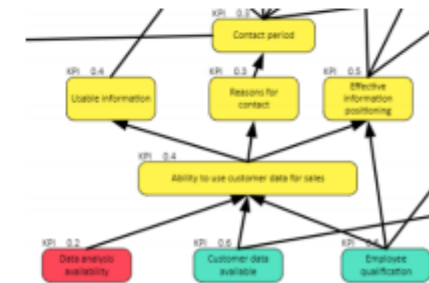 KPI 0.3
Contact period
KPI 0.4
KPI 0.3
KPI 0.5
Usable information
Reasons for
contact
Effective
information
positioning
KPI 0.4
Ability to use customer data for sales
KPI 0.2
KPI 0.6
KPI
Data analysis
availability
Customer data
available
Employee
qualification